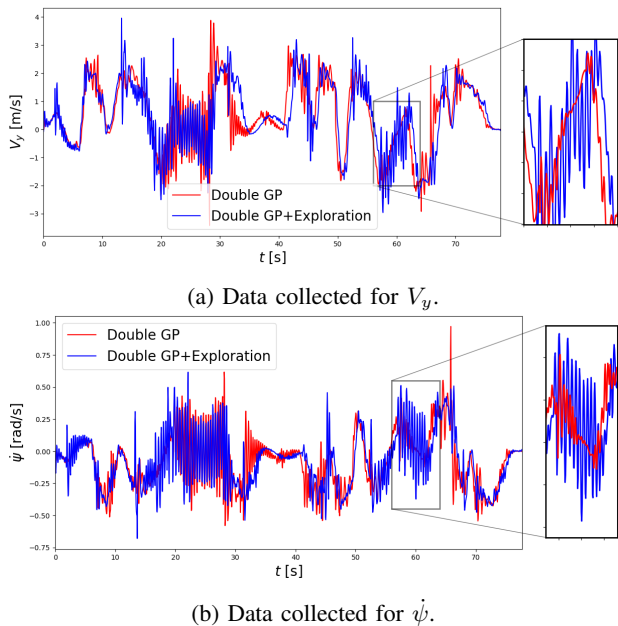 4
3
2
1
0
−1
−2
−3
V_y [m/s]
Double GP
Double GP+Exploration
0 10 20 30 40 50 60 70
t [s]
(a) Data collected for V_y.
1.00
0.75
0.50
0.25
0.00
−0.25
−0.50
−0.75
ψ̇ [rad/s]
Double GP
Double GP+Exploration
0 10 20 30 40 50 60 70
t [s]
(b) Data collected for ψ̇.